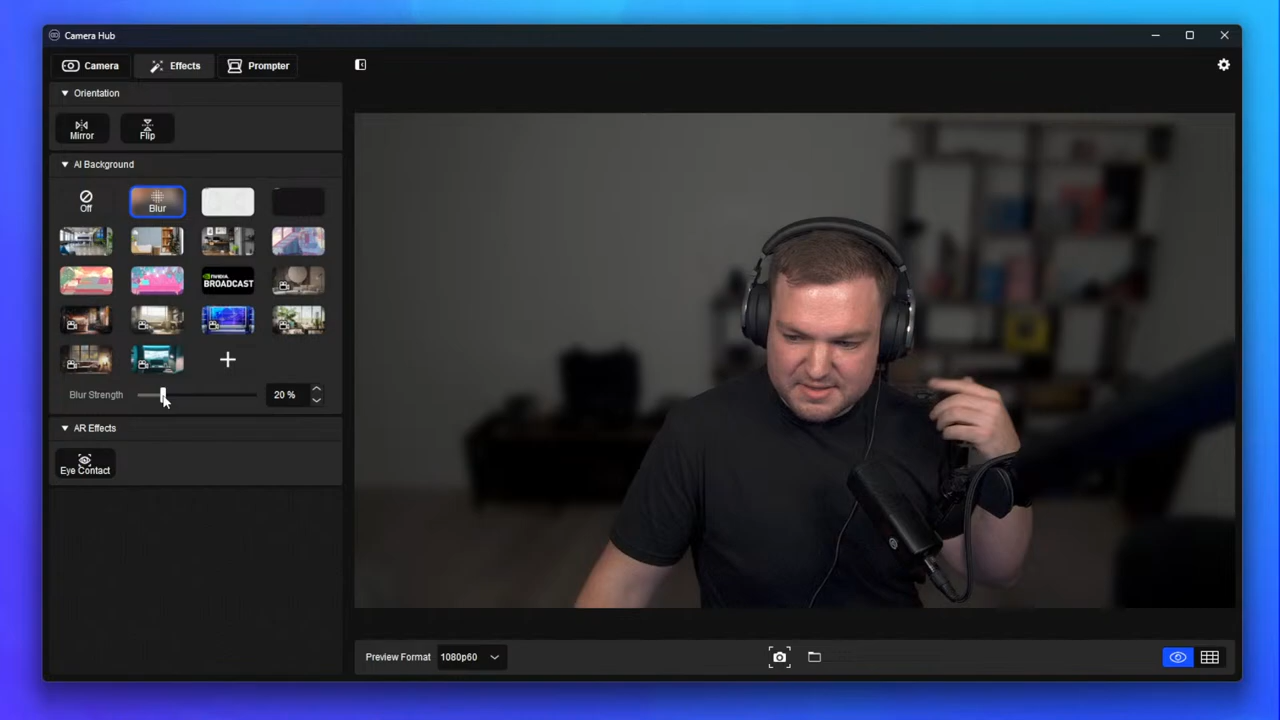 Camera Hub
Camera
Effects
Prompter
Orientation
Mirror
Flip
AI Background
Off
Blur
NVIDIA
BROADCAST
Blur Strength
20 %
AR Effects
Eye Contact
Preview Format
1080p60